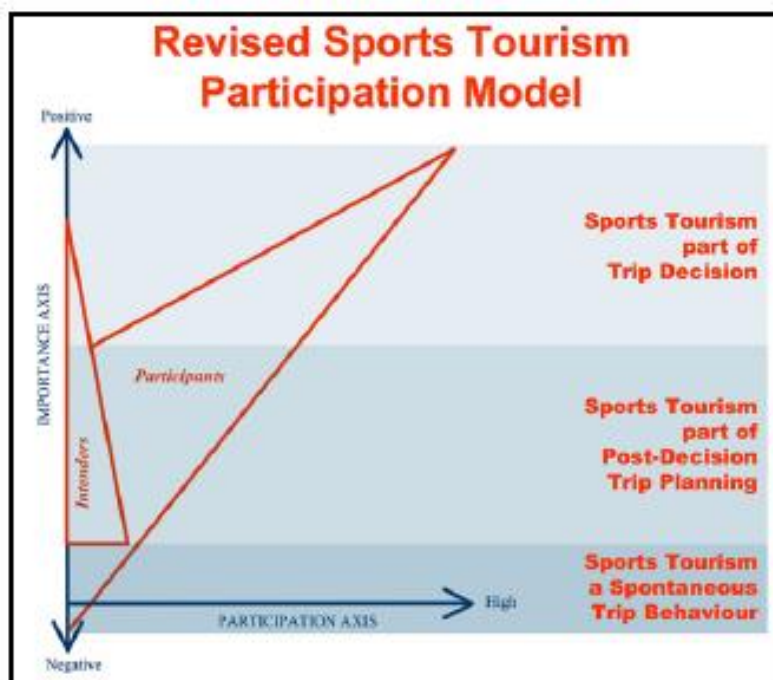 Revised Sports Tourism
Participation Model
Positive
IMPORTANCE AXIS
Sports Tourism
part of
Trip Decision
Participants
Intenders
Sports Tourism
part of
Post-Decision
Trip Planning
Sports Tourism
a Spontaneous
Trip Behaviour
High
PARTICIPATION AXIS
Negative